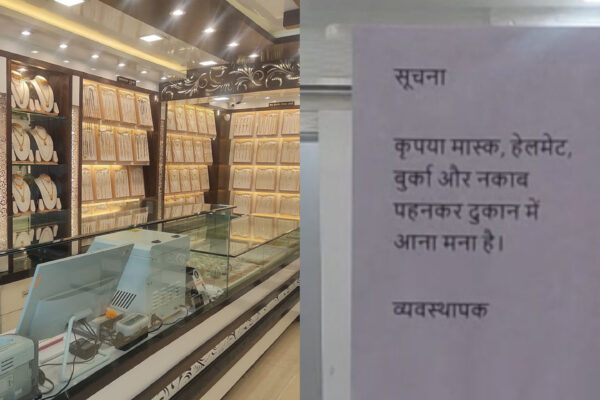 सूचना
कृपया मास्क, हेलमेट,
बुर्का और नकाब
पहनकर दुकान में
आना मना है।
व्यवस्थापक